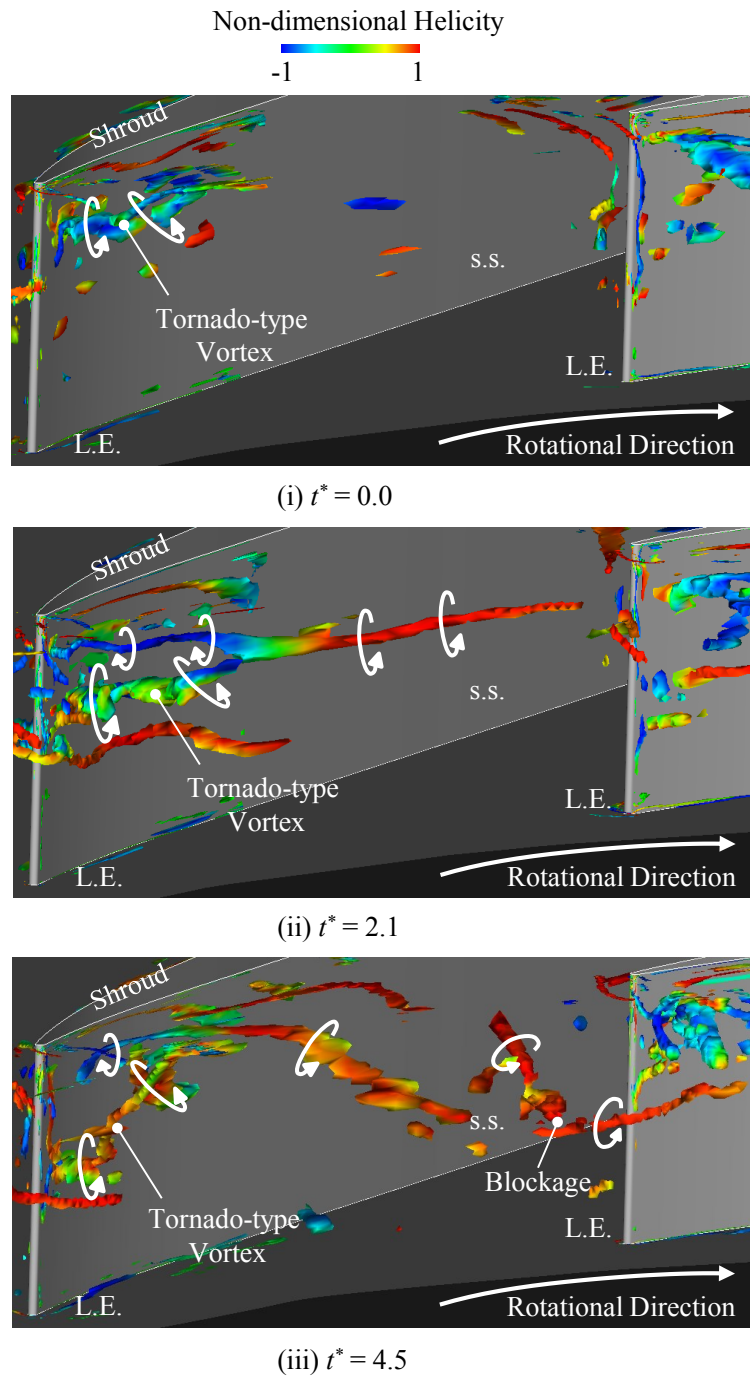 Non-dimensional Helicity
-1 1
Shroud
s.s.
Tornado-type
Vortex
L.E.
L.E.
Rotational Direction
(i) t* = 0.0
Shroud
s.s.
Tornado-type
Vortex
L.E.
L.E.
Rotational Direction
(ii) t* = 2.1
Shroud
s.s.
Blockage
Tornado-type
Vortex
L.E.
L.E.
Rotational Direction
(iii) t* = 4.5